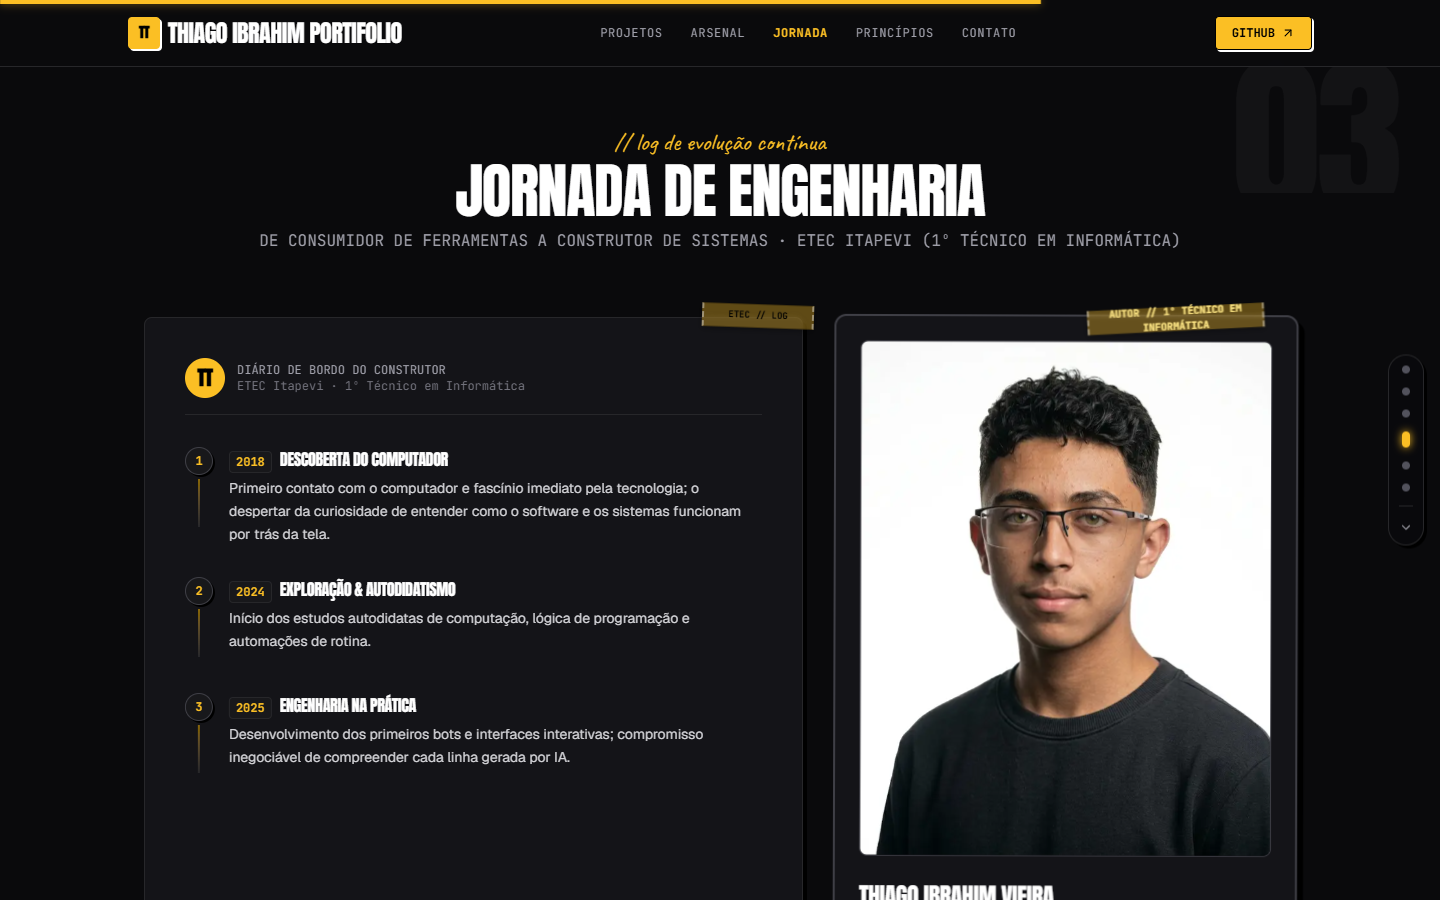 THIAGO IBRAHIM PORTIFOLIO
PROJETOS
ARSENAL
JORNADA
PRINCÍPIOS
CONTATO
GITHUB
03
// log de evolução contínua
JORNADA DE ENGENHARIA
DE CONSUMIDOR DE FERRAMENTAS A CONSTRUTOR DE SISTEMAS · ETEC ITAPEVI (1º TÉCNICO EM INFORMÁTICA)
ETEC // LOG
DIÁRIO DE BORDO DO CONSTRUTOR
ETEC Itapevi · 1º Técnico em Informática
1
2018 DESCOBERTA DO COMPUTADOR
Primeiro contato com o computador e fascínio imediato pela tecnologia; o
despertar da curiosidade de entender como o software e os sistemas funcionam
por trás da tela.
2
2024 EXPLORAÇÃO & AUTODIDATISMO
Início dos estudos autodidatas de computação, lógica de programação e
automações de rotina.
3
2025 ENGENHARIA NA PRÁTICA
Desenvolvimento dos primeiros bots e interfaces interativas; compromisso
inegociável de compreender cada linha gerada por IA.
AUTOR // 1º TÉCNICO EM
INFORMÁTICA
THIAGO IBRAHIM VIEIRA